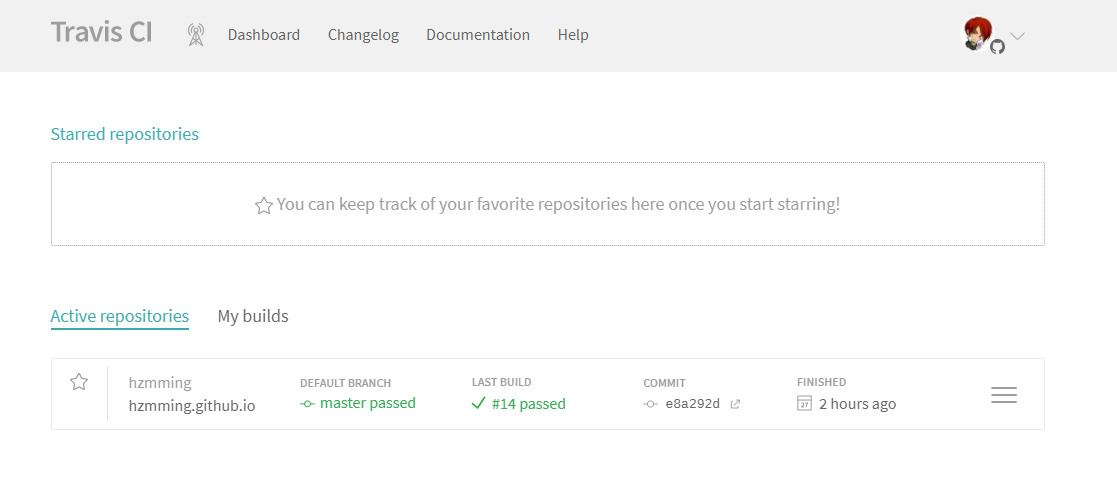 Travis CI
Dashboard
Changelog
Documentation
Help
Starred repositories
You can keep track of your favorite repositories here once you start starring!
Active repositories
My builds
hzmming
hzmming.github.io
DEFAULT BRANCH
master passed
LAST BUILD
#14 passed
COMMIT
e8a292d
FINISHED
27
2 hours ago